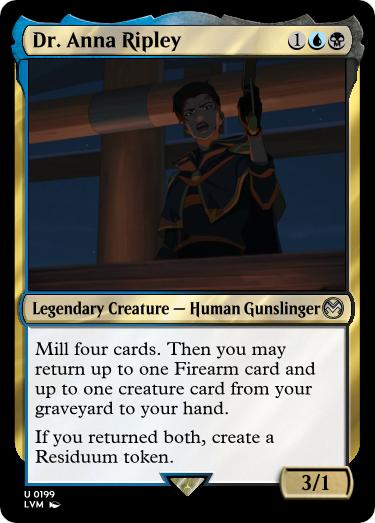 Dr. Anna Ripley 1
Legendary Creature — Human Gunslinger
Mill four cards. Then you may
return up to one Firearm card and
up to one creature card from your
graveyard to your hand.
If you returned both, create a
Residuum token.
3/1
U 0199
LVM